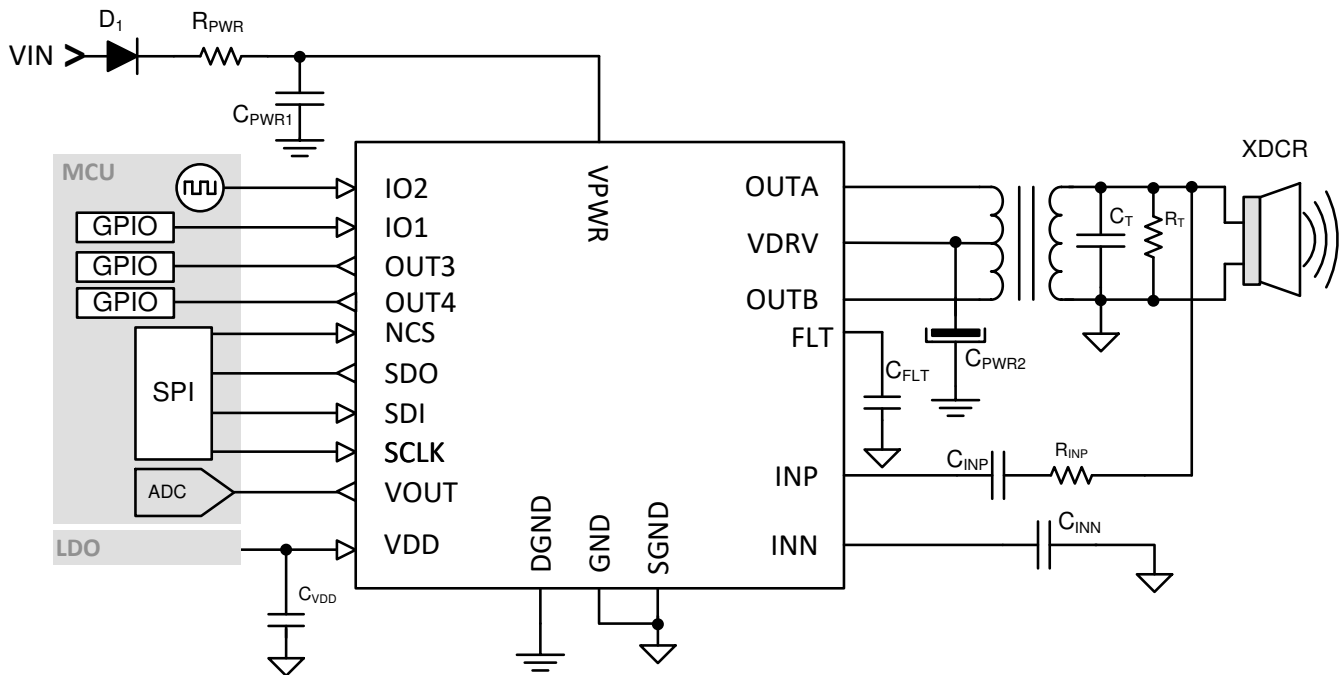 D1
RPWR
VIN
CPWR1
MCU
XDCR
VPWR
IO2
OUTA
GPIO
IO1
CT
RT
VDRV
GPIO
OUT3
GPIO
OUT4
OUTB
NCS
FLT
CPWR2
CFLT
SPI
SDO
SDI
SCLK
CINP
RINP
INP
ADC
VOUT
CINN
LDO
VDD
INN
DGND
GND
SGND
CVDD